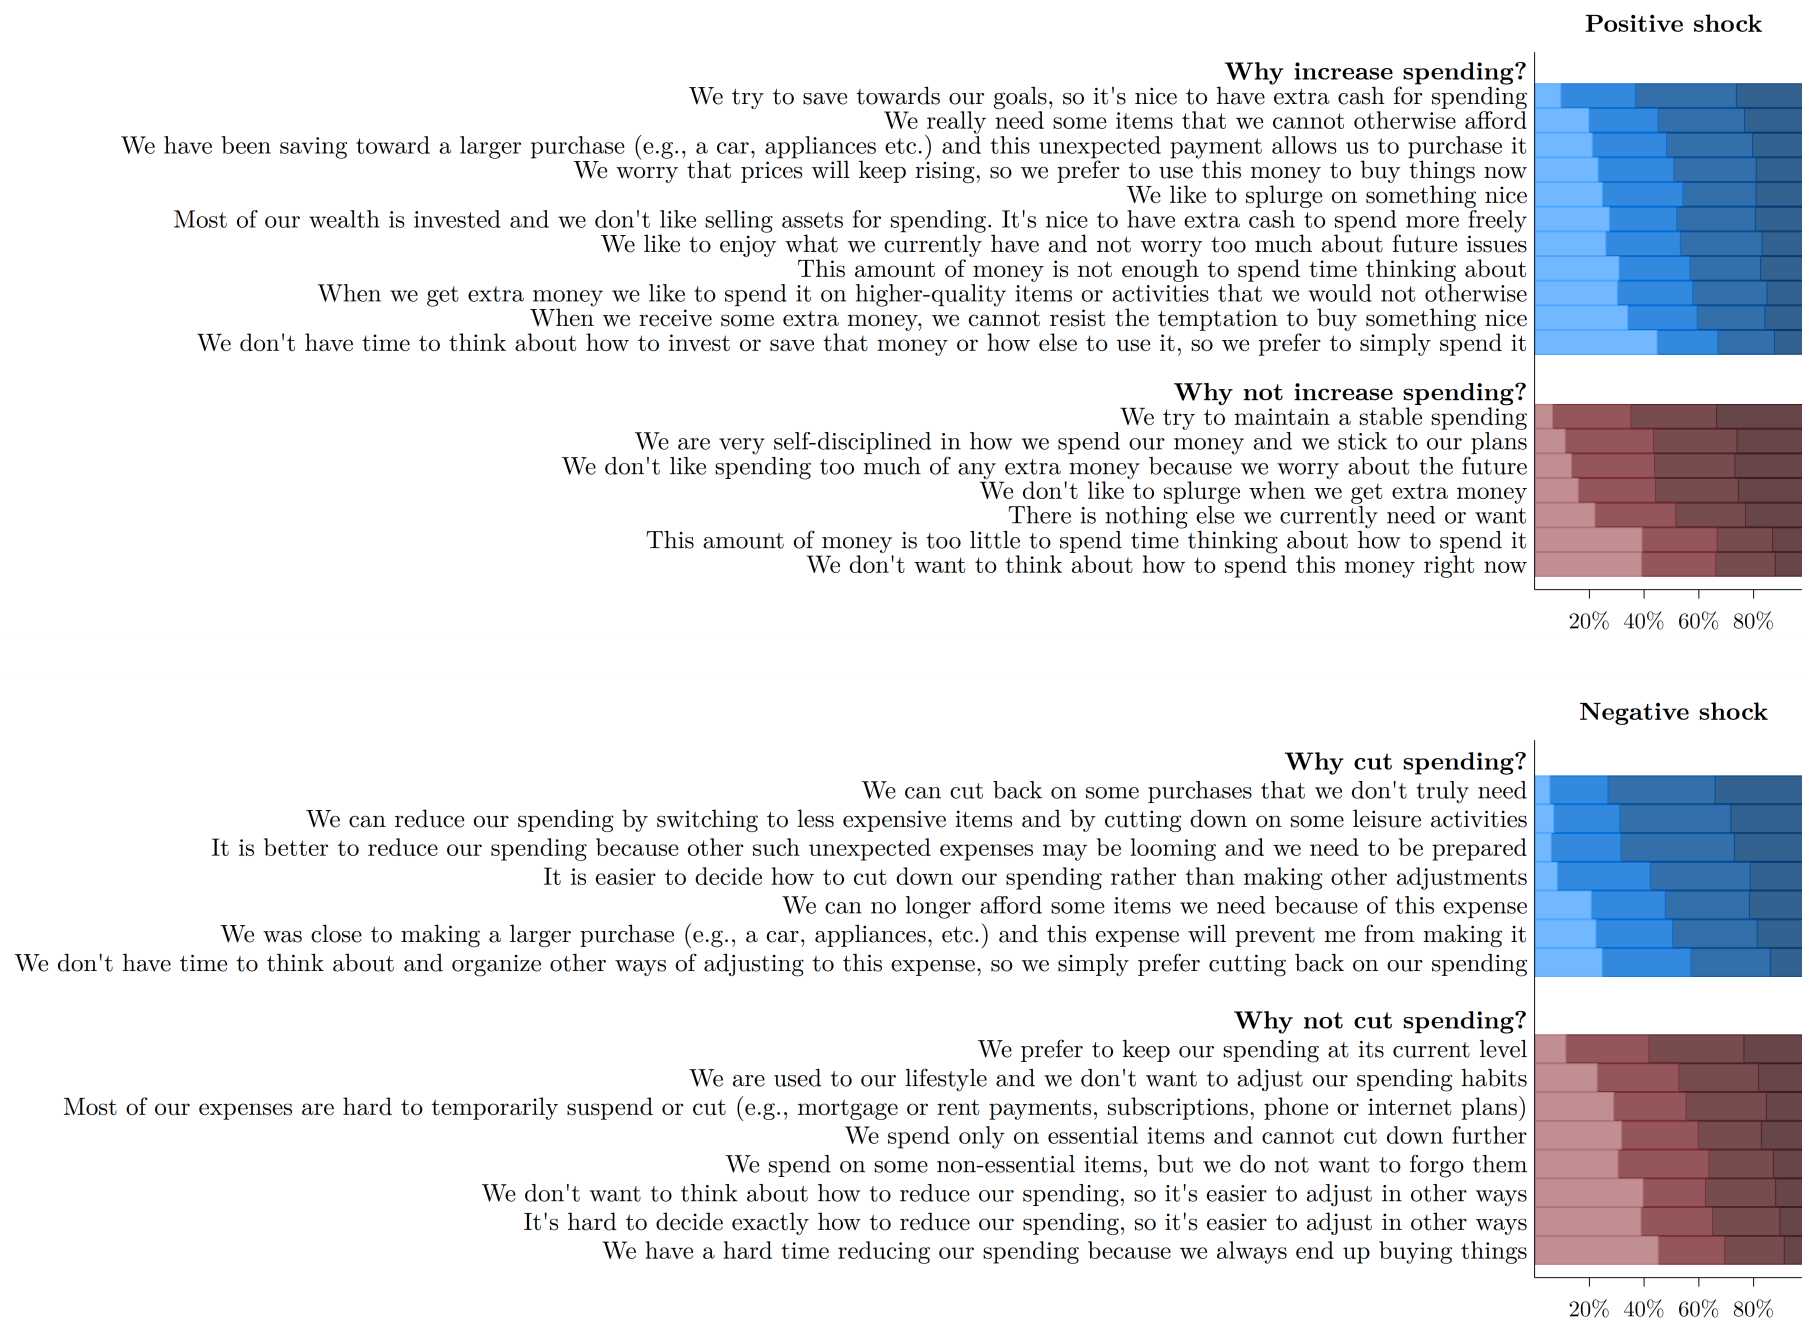 Positive shock
Why increase spending?
We try to save towards our goals, so it's nice to have extra cash for spending
We really need some items that we cannot otherwise afford
We have been saving toward a larger purchase (e.g., a car, appliances etc.) and this unexpected payment allows us to purchase it
We worry that prices will keep rising, so we prefer to use this money to buy things now
We like to splurge on something nice
Most of our wealth is invested and we don't like selling assets for spending. It's nice to have extra cash to spend more freely
We like to enjoy what we currently have and not worry too much about future issues
This amount of money is not enough to spend time thinking about
When we get extra money we like to spend it on higher-quality items or activities that we would not otherwise
When we receive some extra money, we cannot resist the temptation to buy something nice
We don't have time to think about how to invest or save that money or how else to use it, so we prefer to simply spend it
Why not increase spending?
We try to maintain a stable spending
We are very self-disciplined in how we spend our money and we stick to our plans
We don't like spending too much of any extra money because we worry about the future
We don't like to splurge when we get extra money
There is nothing else we currently need or want
This amount of money is too little to spend time thinking about how to spend it
We don't want to think about how to spend this money right now
20% 40% 60% 80%
Negative shock
Why cut spending?
We can cut back on some purchases that we don't truly need
We can reduce our spending by switching to less expensive items and by cutting down on some leisure activities
It is better to reduce our spending because other such unexpected expenses may be looming and we need to be prepared
It is easier to decide how to cut down our spending rather than making other adjustments
We can no longer afford some items we need because of this expense
We was close to making a larger purchase (e.g., a car, appliances, etc.) and this expense will prevent me from making it
We don't have time to think about and organize other ways of adjusting to this expense, so we simply prefer cutting back on our spending
Why not cut spending?
We prefer to keep our spending at its current level
We are used to our lifestyle and we don't want to adjust our spending habits
Most of our expenses are hard to temporarily suspend or cut (e.g., mortgage or rent payments, subscriptions, phone or internet plans)
We spend only on essential items and cannot cut down further
We spend on some non-essential items, but we do not want to forgo them
We don't want to think about how to reduce our spending, so it's easier to adjust in other ways
It's hard to decide exactly how to reduce our spending, so it's easier to adjust in other ways
We have a hard time reducing our spending because we always end up buying things
20% 40% 60% 80%